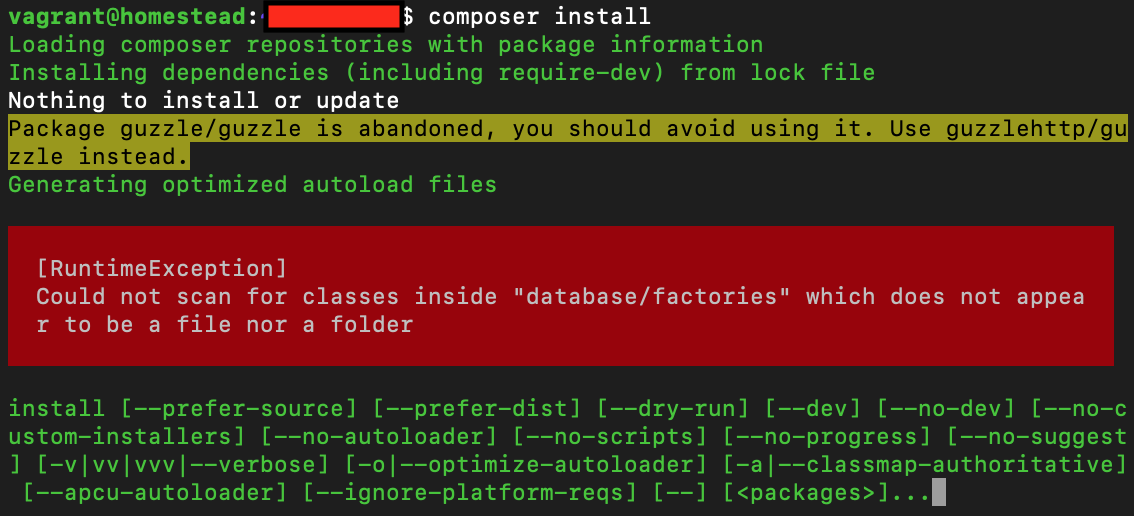 vagrant@homestead:~$ composer install
Loading composer repositories with package information
Installing dependencies (including require-dev) from lock file
Nothing to install or update
Package guzzle/guzzle is abandoned, you should avoid using it. Use guzzlehttp/gu
zzle instead.
Generating optimized autoload files
[RuntimeException]
Could not scan for classes inside "database/factories" which does not appea
r to be a file nor a folder
install [--prefer-source] [--prefer-dist] [--dry-run] [--dev] [--no-dev] [--no-c
ustom-installers] [--no-autoloader] [--no-scripts] [--no-progress] [--no-suggest
] [-v|vv|vvv|--verbose] [-o|--optimize-autoloader] [-a|--classmap-authoritative]
[--apcu-autoloader] [--ignore-platform-reqs] [--] [<packages>]...